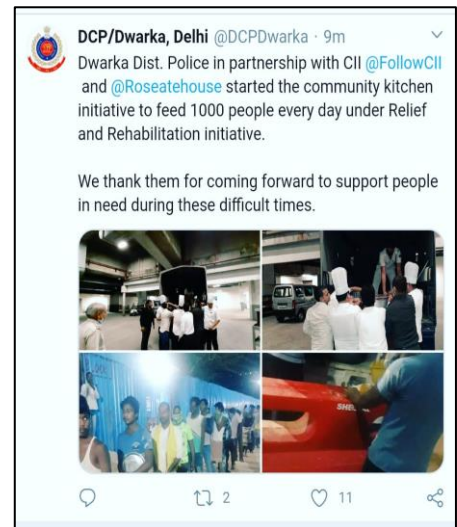 DCP/Dwarka, Delhi @DCPDwarka · 9m
Dwarka Dist. Police in partnership with CII @FollowCII
and @Roseatehouse started the community kitchen
initiative to feed 1000 people every day under Relief
and Rehabilitation initiative.
We thank them for coming forward to support people
in need during these difficult times.
2
11